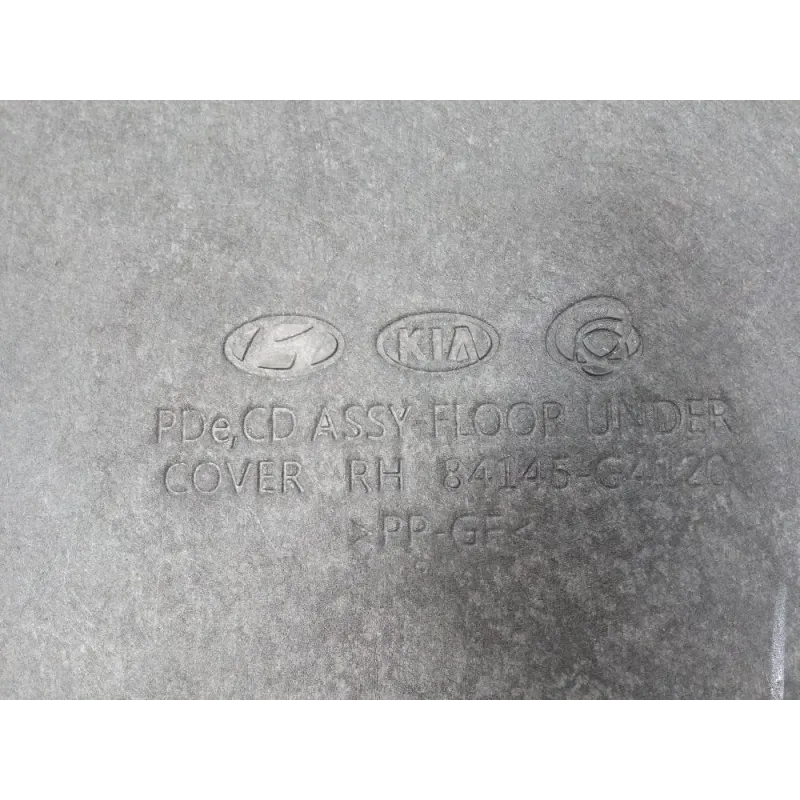 KIA
PDe,CD ASSY-FLOOR UNDER
COVER RH 84145-G4120
>PP-GF<